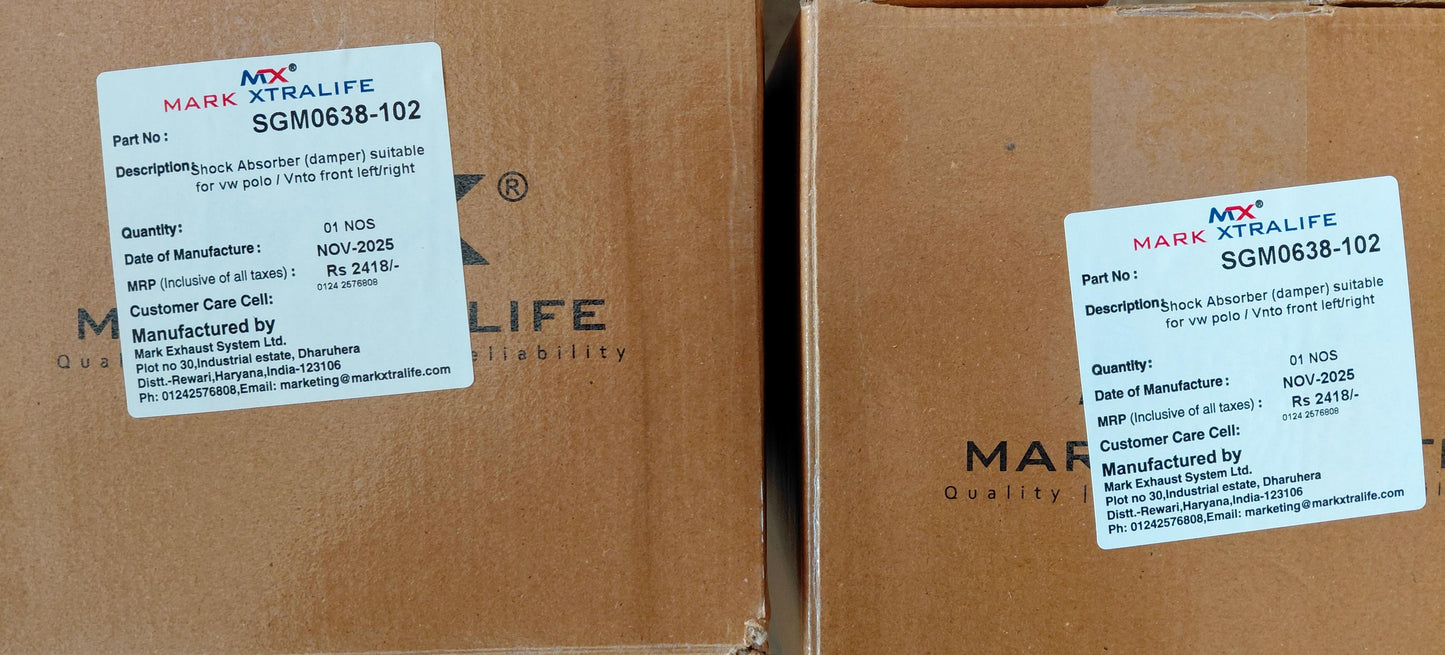 MX®
MARK XTRALIFE
Part No : SGM0638-102
Description: Shock Absorber (damper) suitable
for vw polo / Vnto front left/right
Quantity: 01 NOS
Date of Manufacture : NOV-2025
MRP (Inclusive of all taxes) : Rs 2418/-
Customer Care Cell: 0124 2576808
Manufactured by
Mark Exhaust System Ltd.
Plot no 30,Industrial estate, Dharuhera
Distt.-Rewari,Haryana,India-123106
Ph: 01242576808,Email: marketing@markxtralife.com
X®
M LIFE
Qua eliability
MX®
MARK XTRALIFE
Part No : SGM0638-102
Description: Shock Absorber (damper) suitable
for vw polo / Vnto front left/right
Quantity: 01 NOS
Date of Manufacture : NOV-2025
MRP (Inclusive of all taxes) : Rs 2418/-
Customer Care Cell: 0124 2576808
Manufactured by
Mark Exhaust System Ltd.
Plot no 30,Industrial estate, Dharuhera
Distt.-Rewari,Haryana,India-123106
Ph: 01242576808,Email: marketing@markxtralife.com
MAR
Quality |